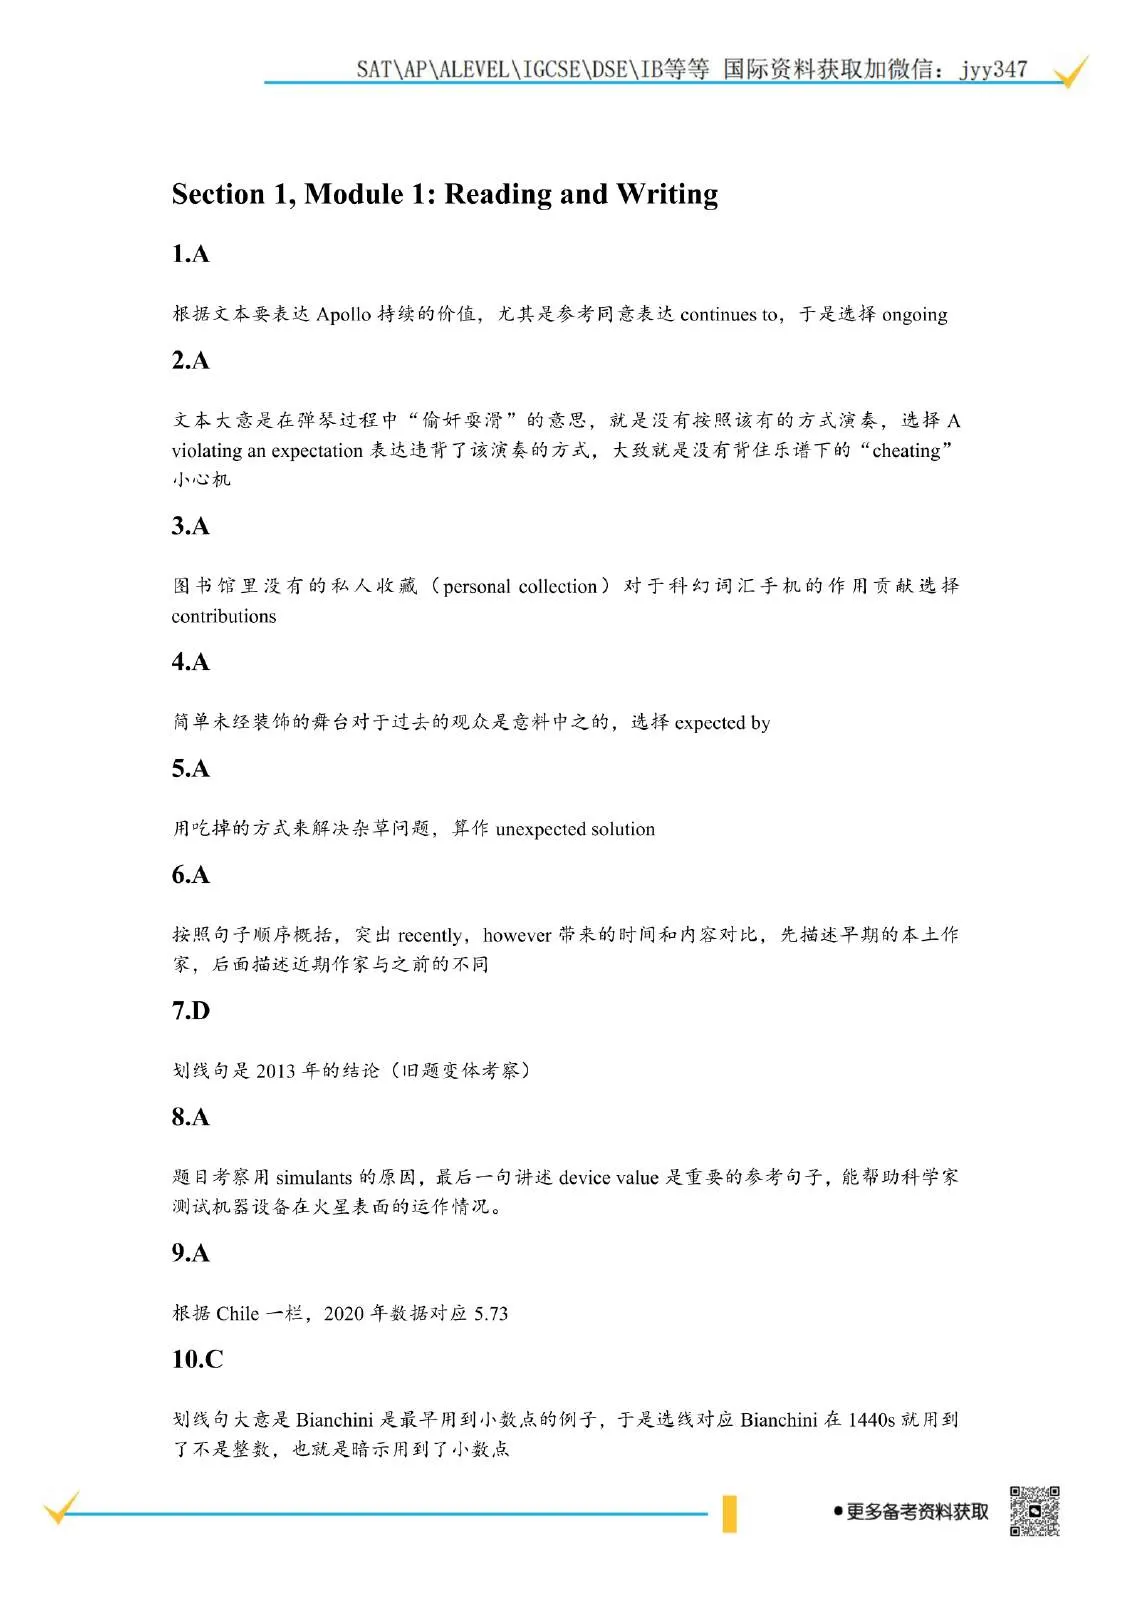 SAT\AP\ALEVEL\IGCSE\DSE\IB等等 国际资料获取加微信：jyy347
Section 1, Module 1: Reading and Writing
1.A
根据文本要表达 Apollo 持续的价值，尤其是参考同意表达 continues to，于是选择 ongoing
2.A
文本大意是在弹琴过程中“偷奸耍滑”的意思，就是没有按照该有的方式演奏，选择 A
violating an expectation 表达违背了该演奏的方式，大致就是没有背住乐谱下的“cheating”
小心机
3.A
图书馆里没有的私人收藏（personal collection）对于科幻词汇手机的作用贡献选择
contributions
4.A
简单未经装饰的舞台对于过去的观众是意料中之的，选择 expected by
5.A
用吃掉的方式来解决杂草问题，算作 unexpected solution
6.A
按照句子顺序概括，突出 recently，however 带来的时间和内容对比，先描述早期的本土作
家，后面描述近期作家与之前的不同
7.D
划线句是 2013 年的结论（旧题变体考察）
8.A
题目考察用 simulants 的原因，最后一句讲述 device value 是重要的参考句子，能帮助科学家
测试机器设备在火星表面的运作情况。
9.A
根据 Chile 一栏，2020 年数据对应 5.73
10.C
划线句大意是 Bianchini 是最早用到小数点的例子，于是选线对应 Bianchini 在 1440s 就用到
了不是整数，也就是暗示用到了小数点
•更多备考资料获取